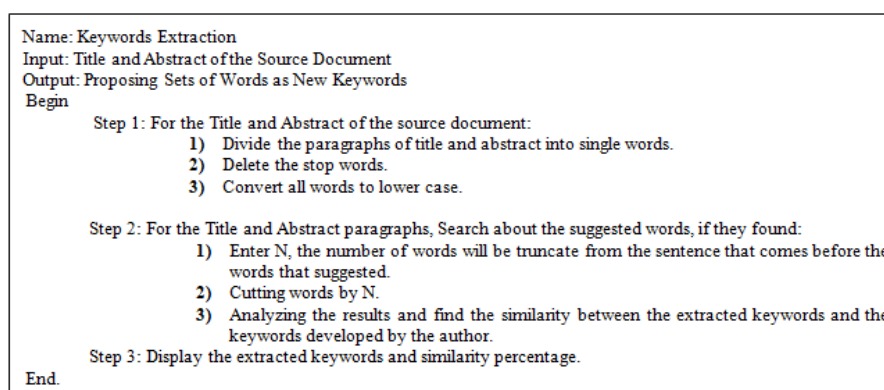 Name: Keywords Extraction
Input: Title and Abstract of the Source Document
Output: Proposing Sets of Words as New Keywords
Begin
Step 1: For the Title and Abstract of the source document:
1) Divide the paragraphs of title and abstract into single words.
2) Delete the stop words.
3) Convert all words to lower case.
Step 2: For the Title and Abstract paragraphs, Search about the suggested words, if they found:
1) Enter N, the number of words will be truncate from the sentence that comes before the
words that suggested.
2) Cutting words by N.
3) Analyzing the results and find the similarity between the extracted keywords and the
keywords developed by the author.
Step 3: Display the extracted keywords and similarity percentage.
End.